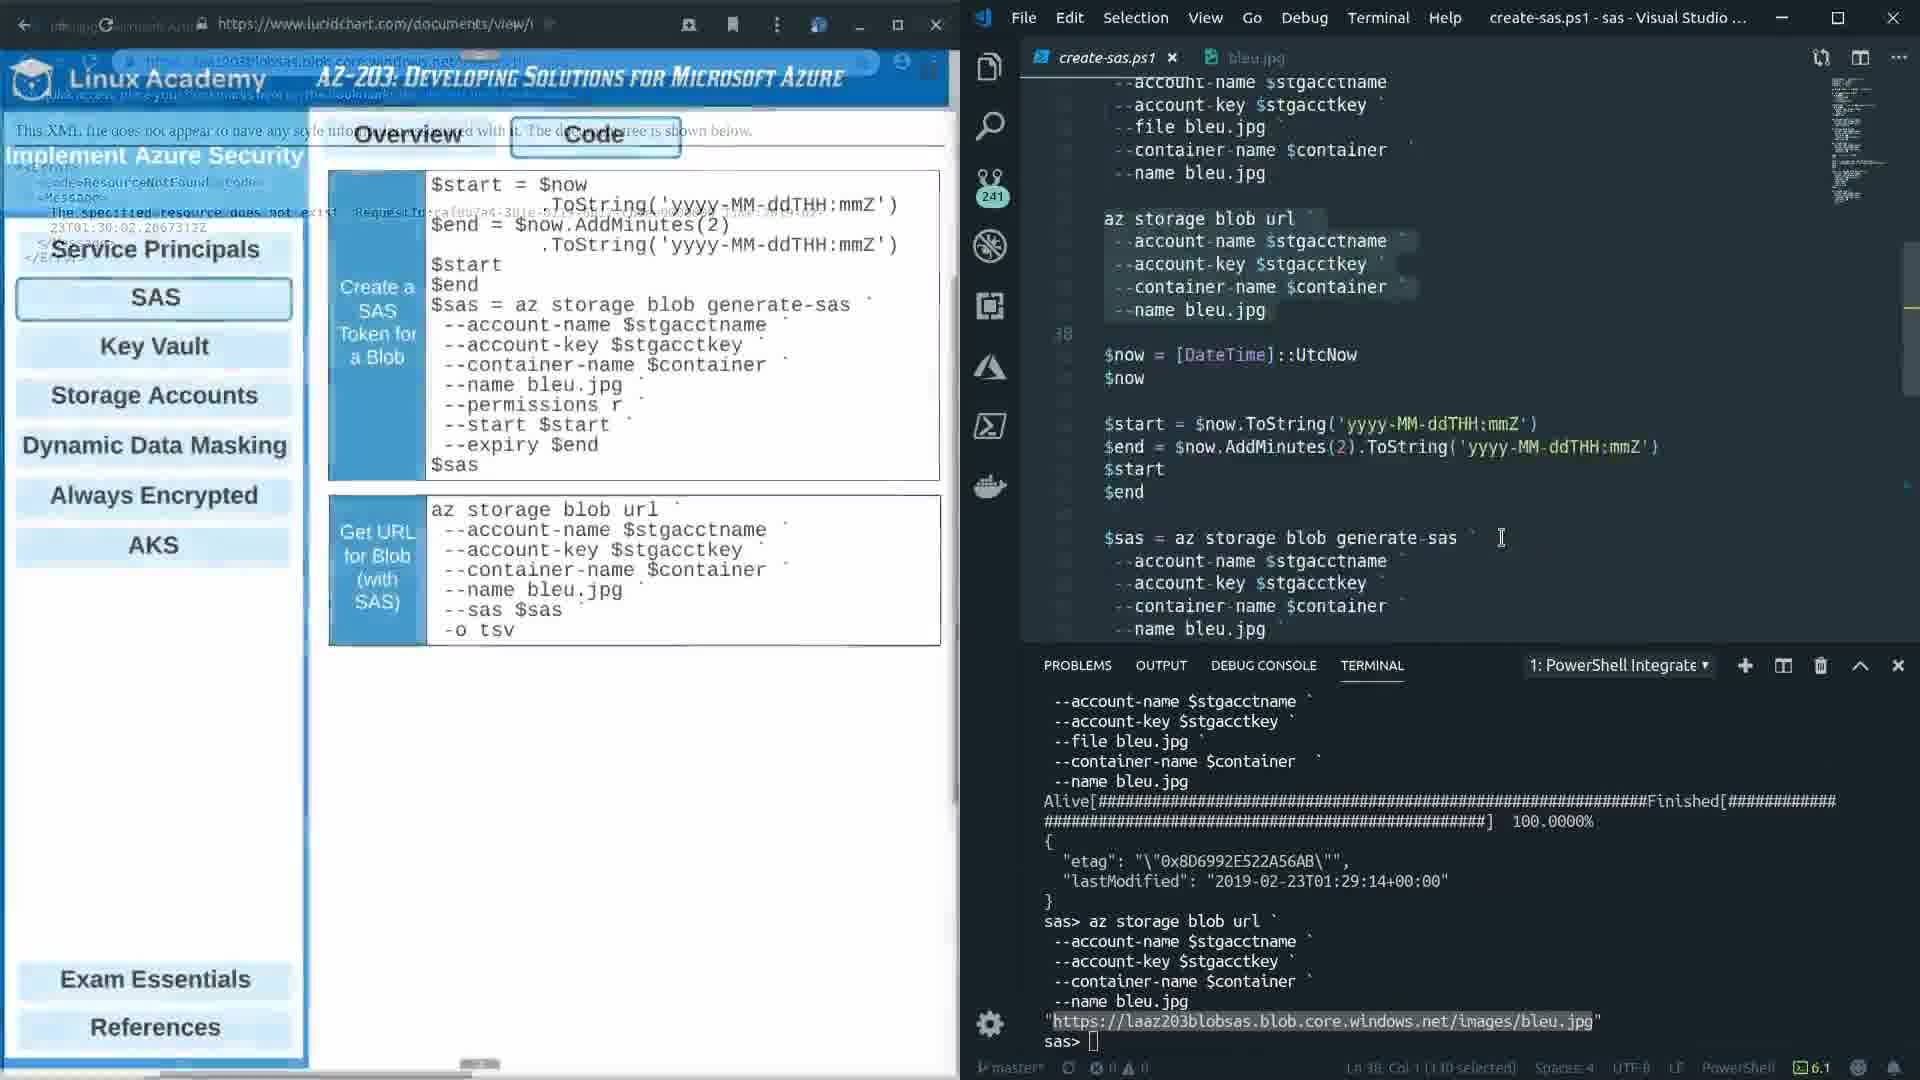 https://www.lucidchart.com/documents/view/
Linux Academy
AZ-203: Developing Solutions for Microsoft Azure
This XML file does not appear to have any style information associated with it. The document tree is shown below.
Implement Azure Security
Overview
Code
The specified resource does not exist.
Service Principals
SAS
Key Vault
Storage Accounts
Dynamic Data Masking
Always Encrypted
AKS
Exam Essentials
References
Create a
SAS
Token for
a Blob
$start = $now
.ToString('yyyy-MM-ddTHH:mmZ')
$end = $now.AddMinutes(2)
.ToString('yyyy-MM-ddTHH:mmZ')
$start
$end
$sas = az storage blob generate-sas `
--account-name $stgacctname `
--account-key $stgacctkey `
--container-name $container `
--name bleu.jpg `
--permissions r `
--start $start `
--expiry $end
$sas
Get URL
for Blob
(with
SAS)
az storage blob url `
--account-name $stgacctname `
--account-key $stgacctkey `
--container-name $container `
--name bleu.jpg `
--sas $sas `
-o tsv
File Edit Selection View Go Debug Terminal Help create-sas.ps1 - sas - Visual Studio ...
create-sas.ps1 bleu.jpg
241
--account-name $stgacctname `
--account-key $stgacctkey `
--file bleu.jpg `
--container-name $container `
--name bleu.jpg
az storage blob url `
--account-name $stgacctname `
--account-key $stgacctkey `
--container-name $container `
--name bleu.jpg
38
$now = [DateTime]::UtcNow
$now
$start = $now.ToString('yyyy-MM-ddTHH:mmZ')
$end = $now.AddMinutes(2).ToString('yyyy-MM-ddTHH:mmZ')
$start
$end
$sas = az storage blob generate-sas `
--account-name $stgacctname `
--account-key $stgacctkey `
--container-name $container `
--name bleu.jpg `
PROBLEMS OUTPUT DEBUG CONSOLE TERMINAL 1: PowerShell Integrate
--account-name $stgacctname `
--account-key $stgacctkey `
--file bleu.jpg `
--container-name $container `
--name bleu.jpg
Alive[################################################################Finished[############
####################################################] 100.0000%
{
"etag": "\"0x8D6992E522A56AB\"",
"lastModified": "2019-02-23T01:29:14+00:00"
}
sas> az storage blob url `
--account-name $stgacctname `
--account-key $stgacctkey `
--container-name $container `
--name bleu.jpg
"https://laaz203blobsas.blob.core.windows.net/images/bleu.jpg"
sas>
master* 0 0 Ln 38, Col 1 (130 selected) Spaces: 4 UTF-8 LF PowerShell 6.1